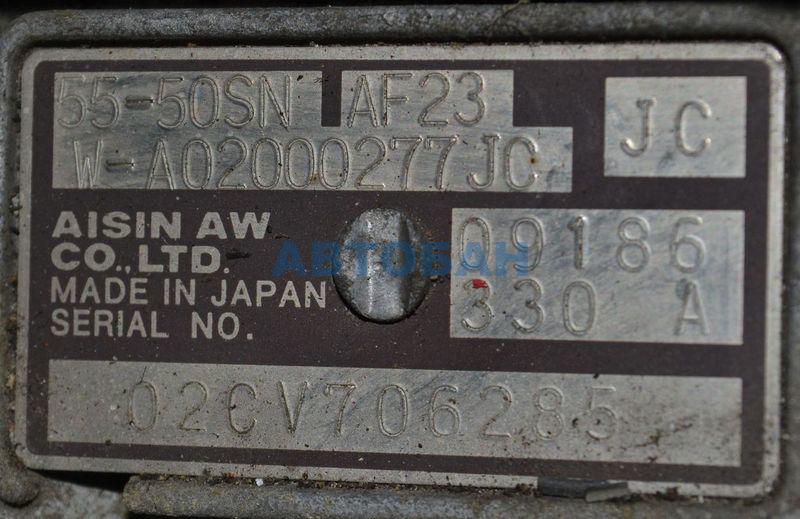 55-50SN AF23
JC
W-A02000277JC
AISIN AW
CO.,LTD.
MADE IN JAPAN
SERIAL NO.
АВТОБАН
09186
330 A
02CV706285